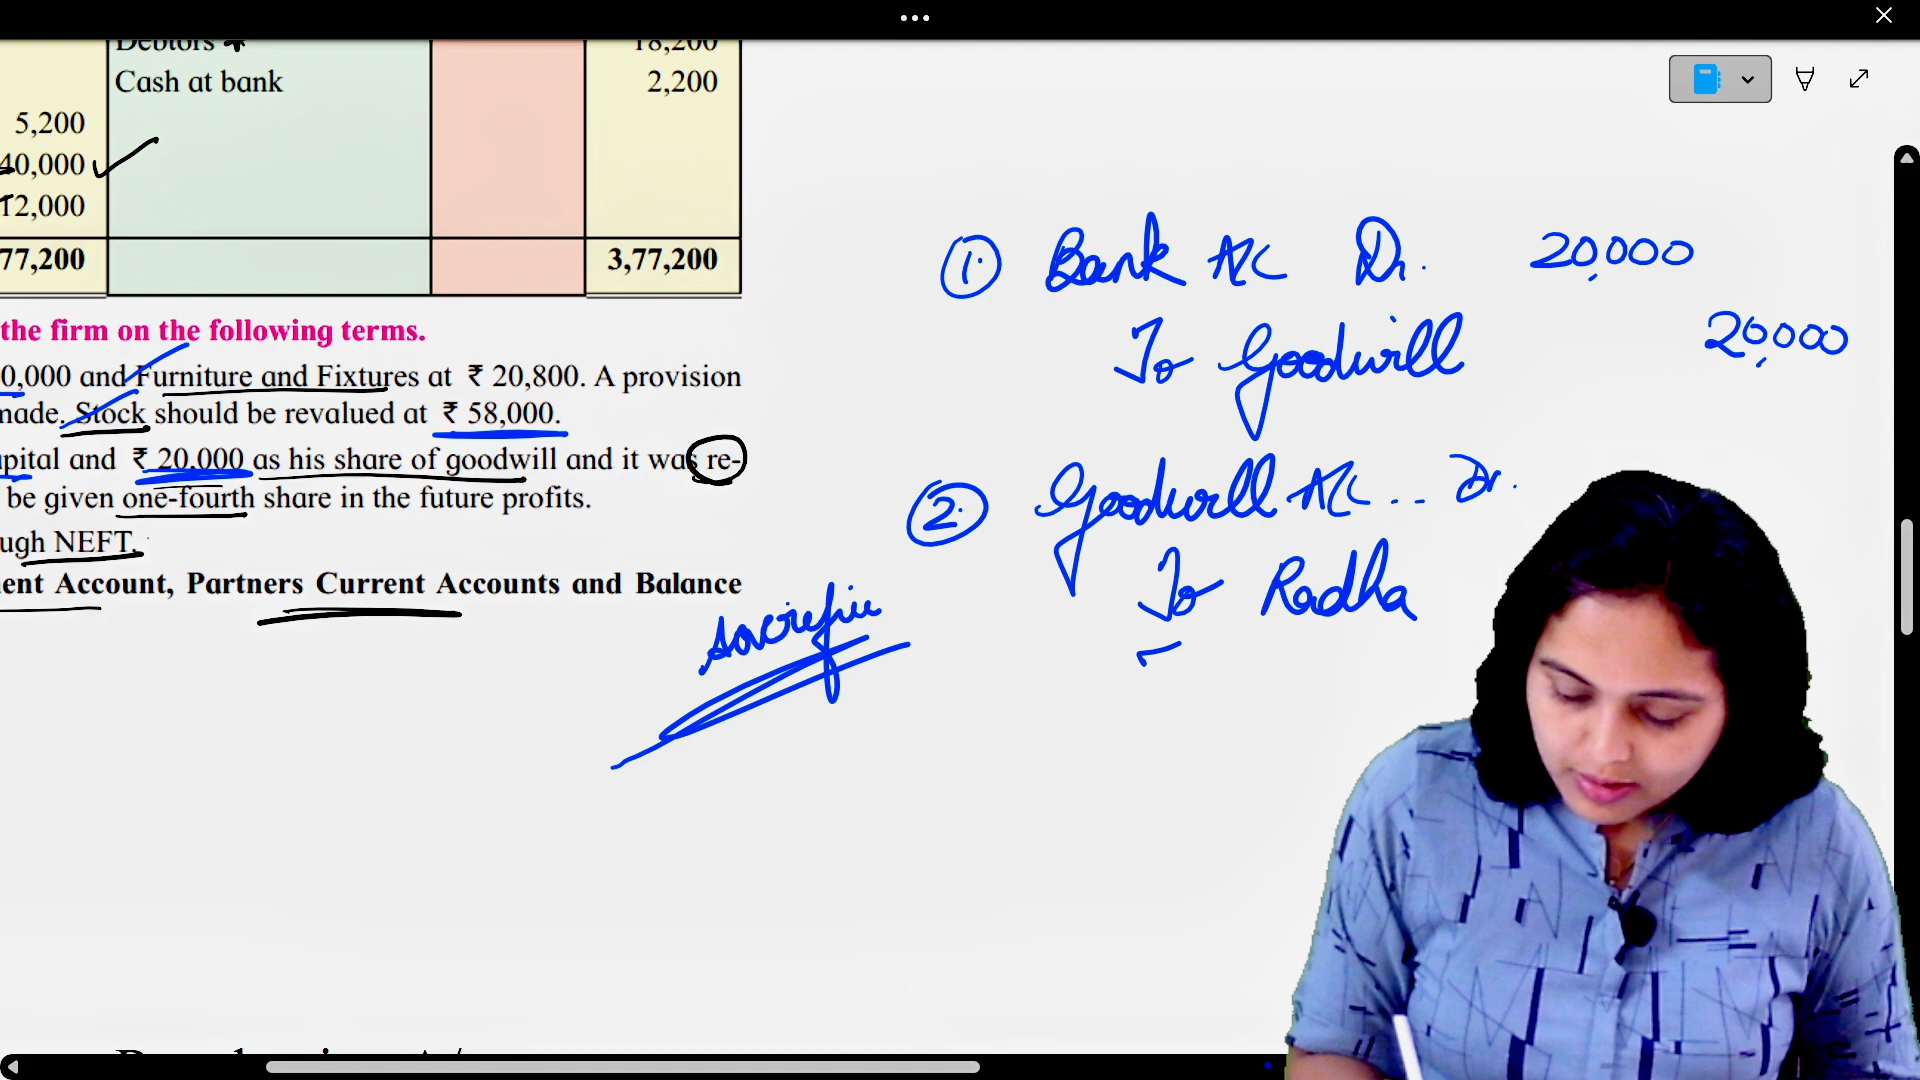 18,200
Cash at bank 2,200
5,200
40,000
12,000
77,200 3,77,200
the firm on the following terms.
0,000 and Furniture and Fixtures at ₹ 20,800. A provision
made. Stock should be revalued at ₹ 58,000.
apital and ₹ 20,000 as his share of goodwill and it was re-
be given one-fourth share in the future profits.
ugh NEFT.
ent Account, Partners Current Accounts and Balance
Sacrifice
1. Bank A/C Dr. 20,000
To Goodwill 20,000
2. Goodwill A/C .. Dr.
To Radha